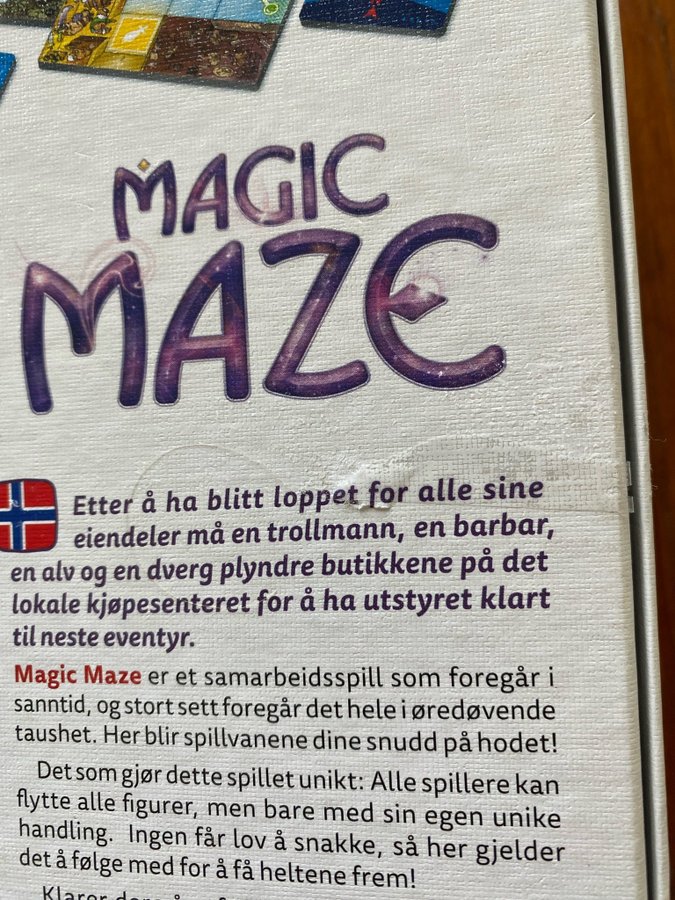 MAGIC
MAZE
Etter å ha blitt loppet for alle sine
eiendeler må en trollmann, en barbar,
en alv og en dverg plyndre butikkene på det
lokale kjøpesenteret for å ha utstyret klart
til neste eventyr.
Magic Maze er et samarbeidsspill som foregår i
sanntid, og stort sett foregår det hele i øredøvende
taushet. Her blir spillvanene dine snudd på hodet!
Det som gjør dette spillet unikt: Alle spillere kan
flytte alle figurer, men bare med sin egen unike
handling. Ingen får lov å snakke, så her gjelder
det å følge med for å få heltene frem!